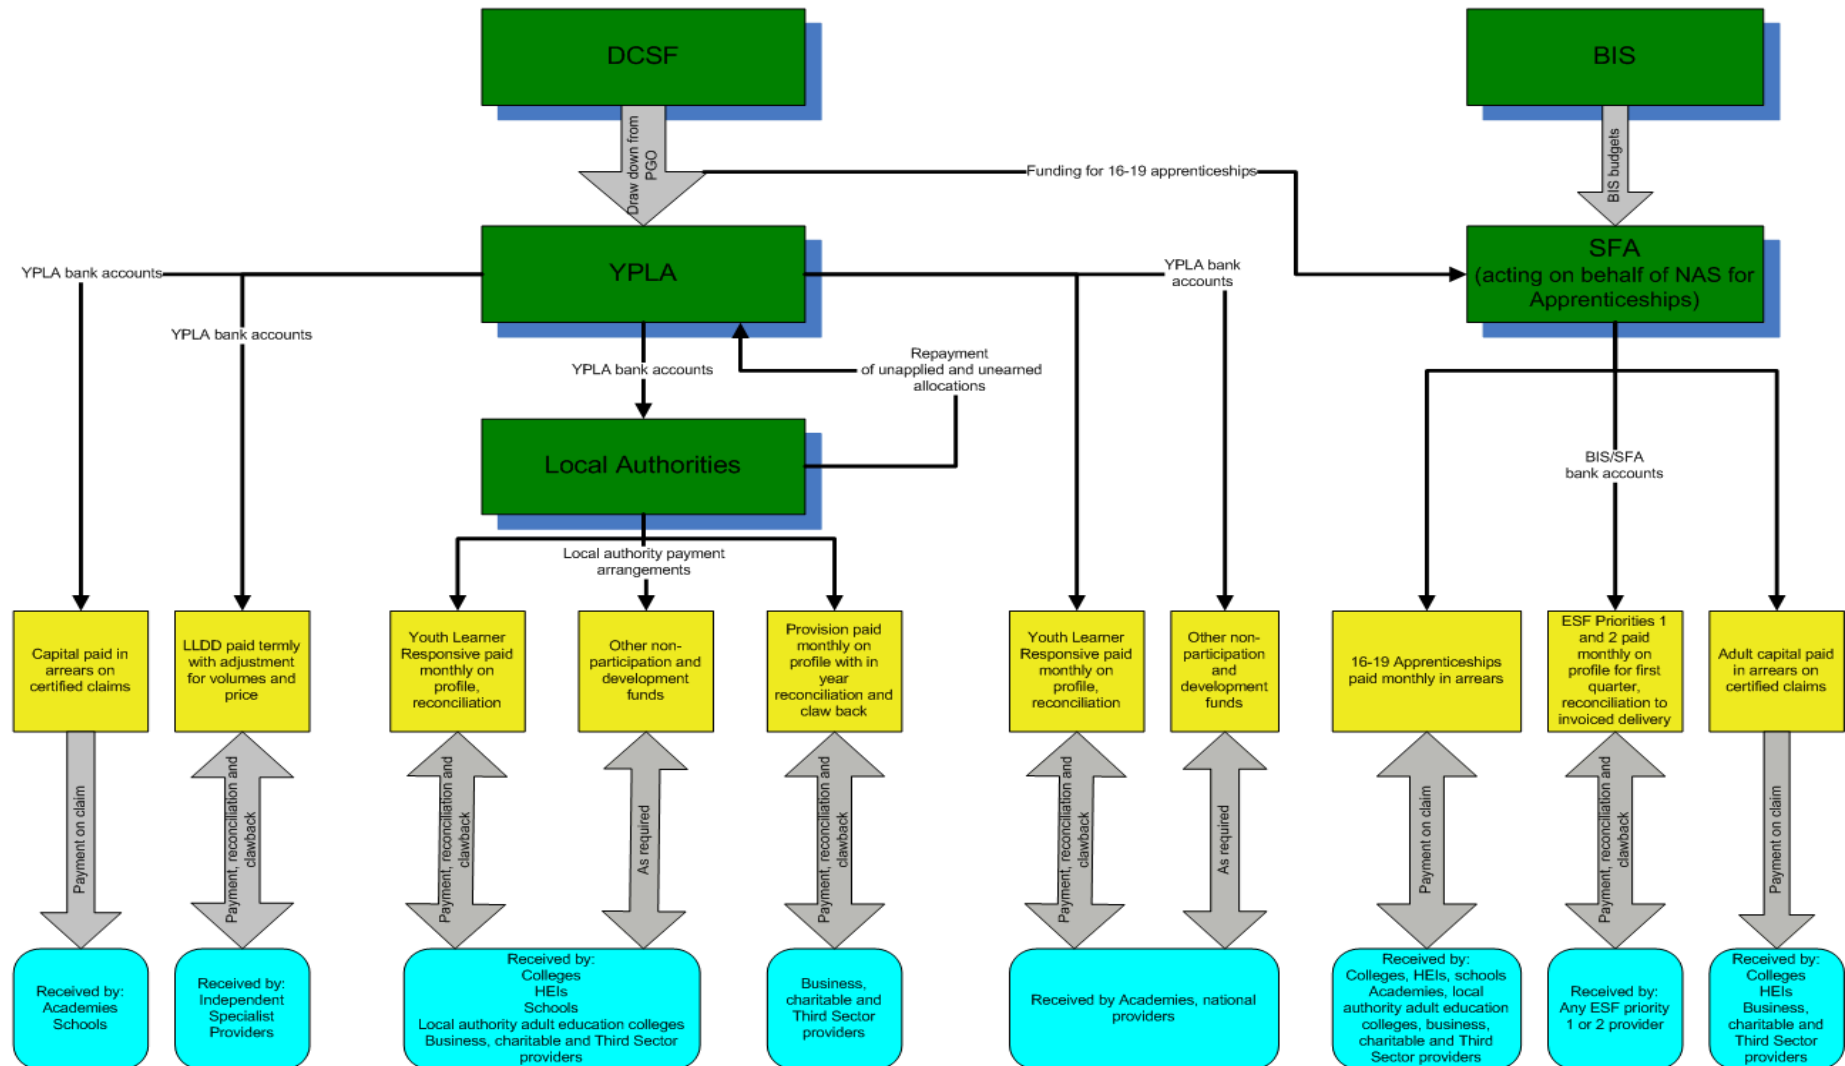 DCSF
BIS
Draw down from
PGO
BIS budgets
Funding for 16-19 apprenticeships
YPLA
SFA
(acting on behalf of NAS for
Apprenticeships)
YPLA bank accounts
YPLA bank
accounts
YPLA bank accounts
YPLA bank accounts
Repayment
of unapplied and unearned
allocations
Local Authorities
BIS/SFA
bank accounts
Local authority payment
arrangements
Capital paid in
arrears on
certified claims
LLDD paid termly
with adjustment
for volumes and
price
Youth Learner
Responsive paid
monthly on
profile,
reconciliation
Other non-
participation and
development
funds
Provision paid
monthly on
profile with in
year
reconciliation and
claw back
Youth Learner
Responsive paid
monthly on
profile,
reconciliation
Other non-
participation
and
development
funds
16-19 Apprenticeships
paid monthly in arrears
ESF Priorities 1
and 2 paid
monthly on
profile for first
quarter,
reconciliation to
invoiced delivery
Adult capital paid
in arrears on
certified claims
Payment on claim
Payment, reconciliation and
clawback
Payment, reconciliation and
clawback
As required
Payment, reconciliation and
clawback
Payment, reconciliation and
clawback
As required
Payment on claim
Payment, reconciliation and
clawback
Payment on claim
Received by:
Academies
Schools
Received by:
Independent
Specialist
Providers
Received by:
Colleges
HEIs
Schools
Local authority adult education colleges
Business, charitable and Third Sector
providers
Business,
charitable and
Third Sector
providers
Received by Academies, national
providers
Received by:
Colleges, HEIs, schools
Academies, local
authority adult education
colleges, business,
charitable and Third
Sector providers
Received by:
Any ESF priority
1 or 2 provider
Received by:
Colleges
HEIs
Business,
charitable and
Third Sector
providers